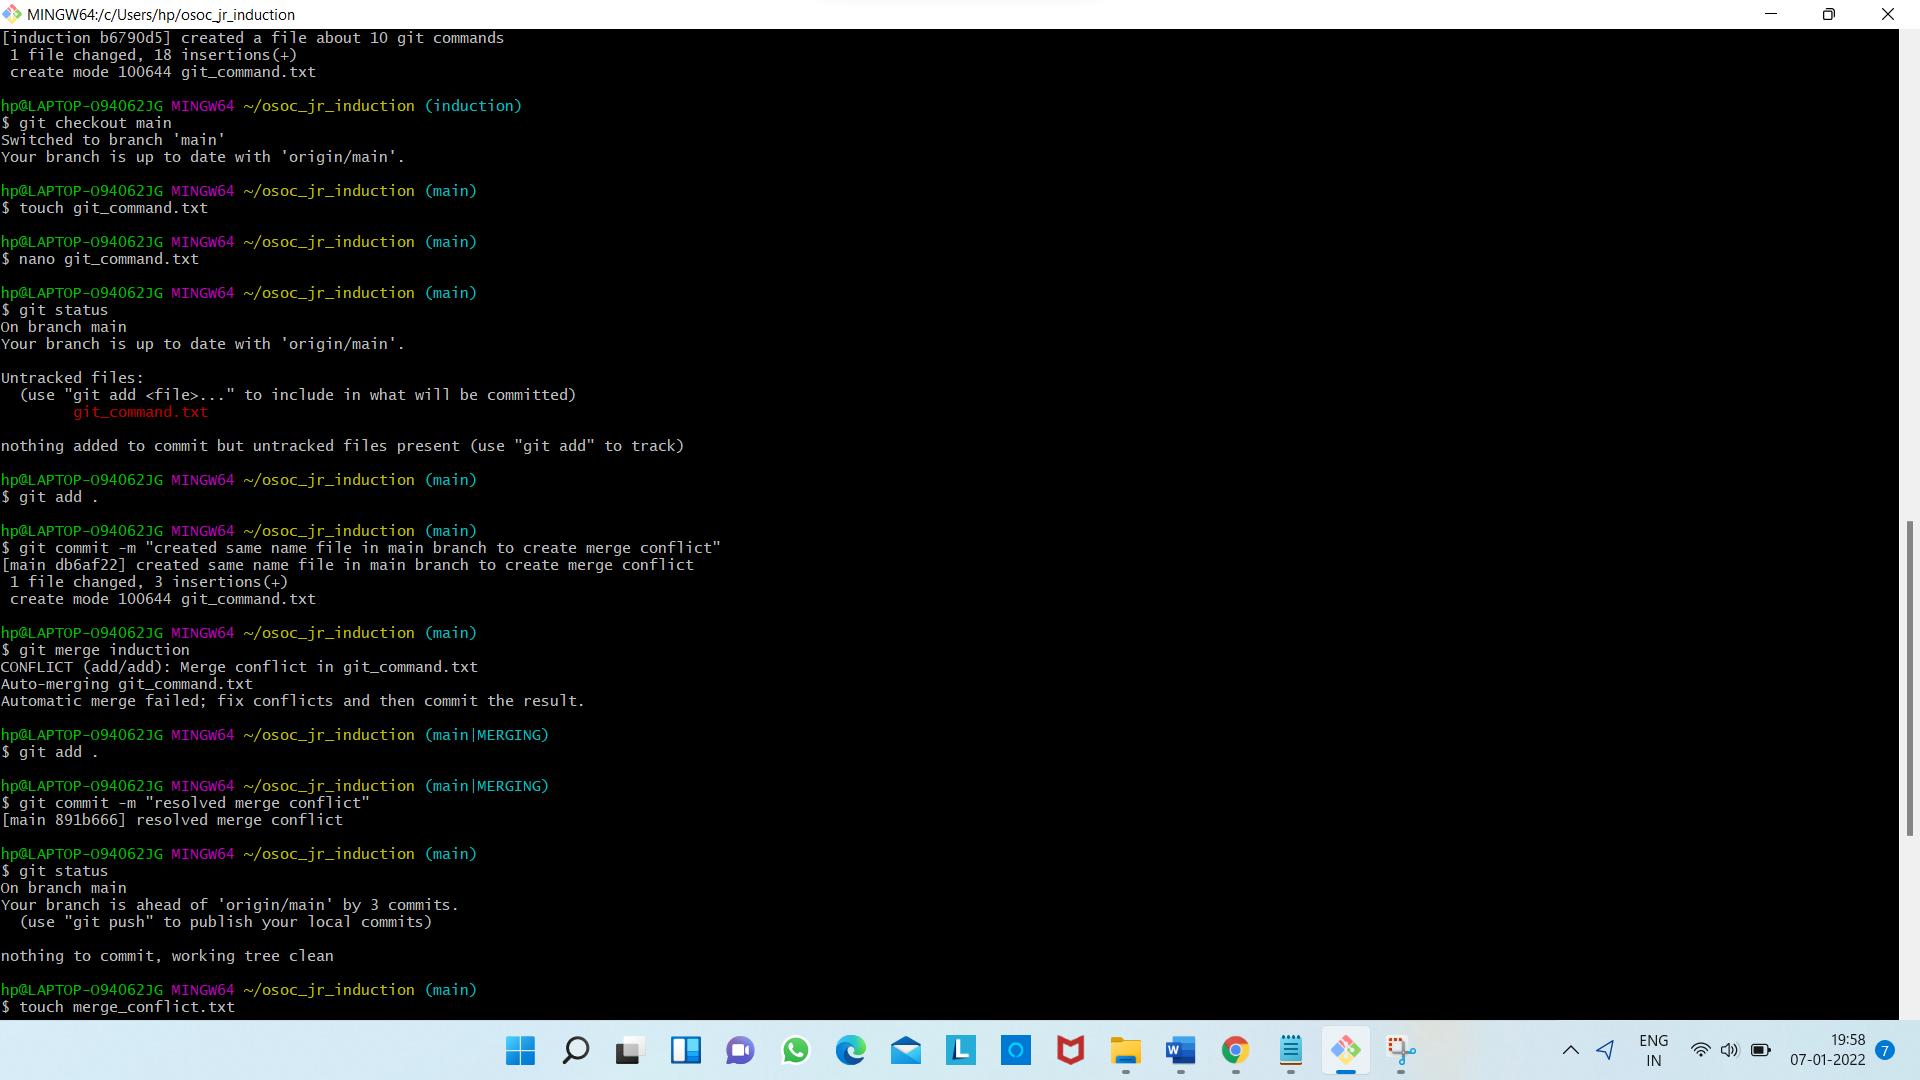 MINGW64:/c/Users/hp/osoc_jr_induction
[induction b6790d5] created a file about 10 git commands
 1 file changed, 18 insertions(+)
 create mode 100644 git_command.txt
hp@LAPTOP-O94062JG MINGW64 ~/osoc_jr_induction (induction)
$ git checkout main
Switched to branch 'main'
Your branch is up to date with 'origin/main'.
hp@LAPTOP-O94062JG MINGW64 ~/osoc_jr_induction (main)
$ touch git_command.txt
hp@LAPTOP-O94062JG MINGW64 ~/osoc_jr_induction (main)
$ nano git_command.txt
hp@LAPTOP-O94062JG MINGW64 ~/osoc_jr_induction (main)
$ git status
On branch main
Your branch is up to date with 'origin/main'.
Untracked files:
  (use "git add <file>..." to include in what will be committed)
        git_command.txt
nothing added to commit but untracked files present (use "git add" to track)
hp@LAPTOP-O94062JG MINGW64 ~/osoc_jr_induction (main)
$ git add .
hp@LAPTOP-O94062JG MINGW64 ~/osoc_jr_induction (main)
$ git commit -m "created same name file in main branch to create merge conflict"
[main db6af22] created same name file in main branch to create merge conflict
 1 file changed, 3 insertions(+)
 create mode 100644 git_command.txt
hp@LAPTOP-O94062JG MINGW64 ~/osoc_jr_induction (main)
$ git merge induction
CONFLICT (add/add): Merge conflict in git_command.txt
Auto-merging git_command.txt
Automatic merge failed; fix conflicts and then commit the result.
hp@LAPTOP-O94062JG MINGW64 ~/osoc_jr_induction (main|MERGING)
$ git add .
hp@LAPTOP-O94062JG MINGW64 ~/osoc_jr_induction (main|MERGING)
$ git commit -m "resolved merge conflict"
[main 891b666] resolved merge conflict
hp@LAPTOP-O94062JG MINGW64 ~/osoc_jr_induction (main)
$ git status
On branch main
Your branch is ahead of 'origin/main' by 3 commits.
  (use "git push" to publish your local commits)
nothing to commit, working tree clean
hp@LAPTOP-O94062JG MINGW64 ~/osoc_jr_induction (main)
$ touch merge_conflict.txt
L
W
ENG
IN
19:58
07-01-2022
7